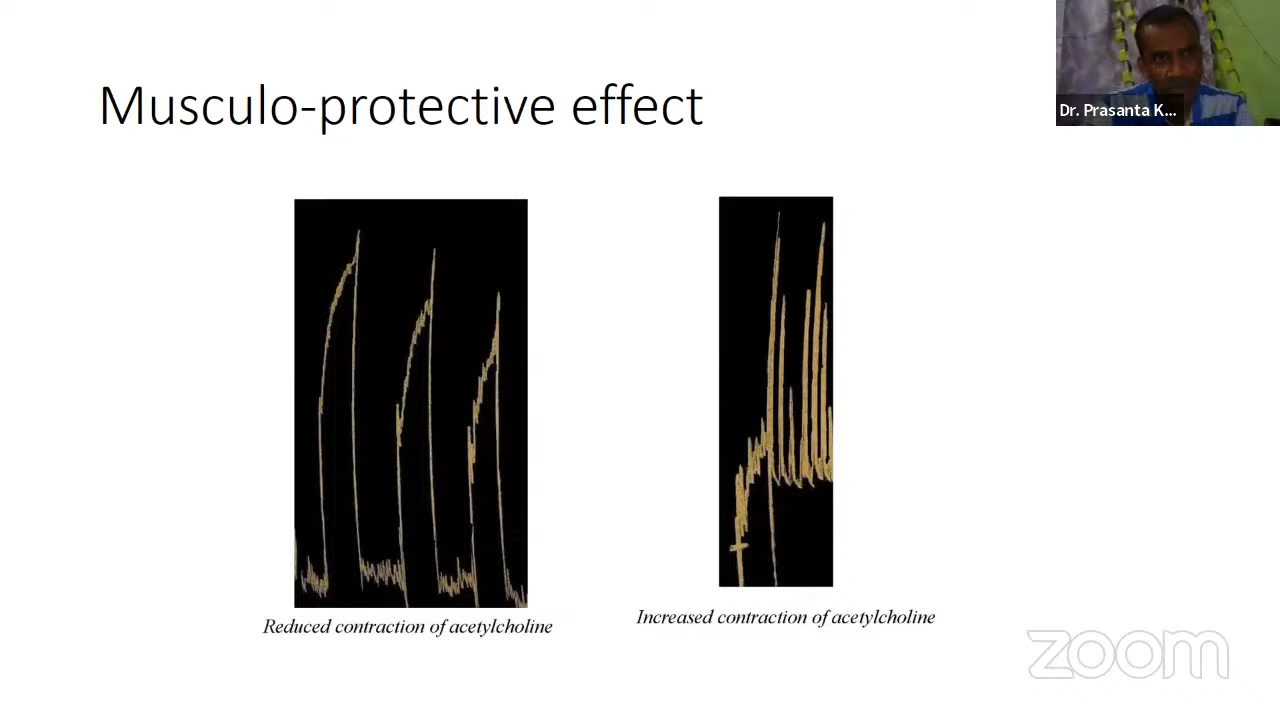 Musculo-protective effect
Dr. Prasanta K...
Reduced contraction of acetylcholine
Increased contraction of acetylcholine
zoom